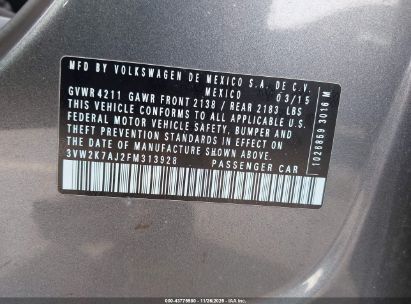 MFD BY VOLKSWAGEN DE MEXICO S.A. DE C.V.
MEXICO 03/15
GVWR 4211 GAWR FRONT 2138 / REAR 2183 LBS
THIS VEHICLE CONFORMS TO ALL APPLICABLE U.S.
FEDERAL MOTOR VEHICLE SAFETY, BUMPER AND
THEFT PREVENTION STANDARDS IN EFFECT ON
THE DATE OF MANUFACTURE SHOWN ABOVE.
3VW2K7AJ2FM313928 PASSENGER CAR
1026859 3016 M